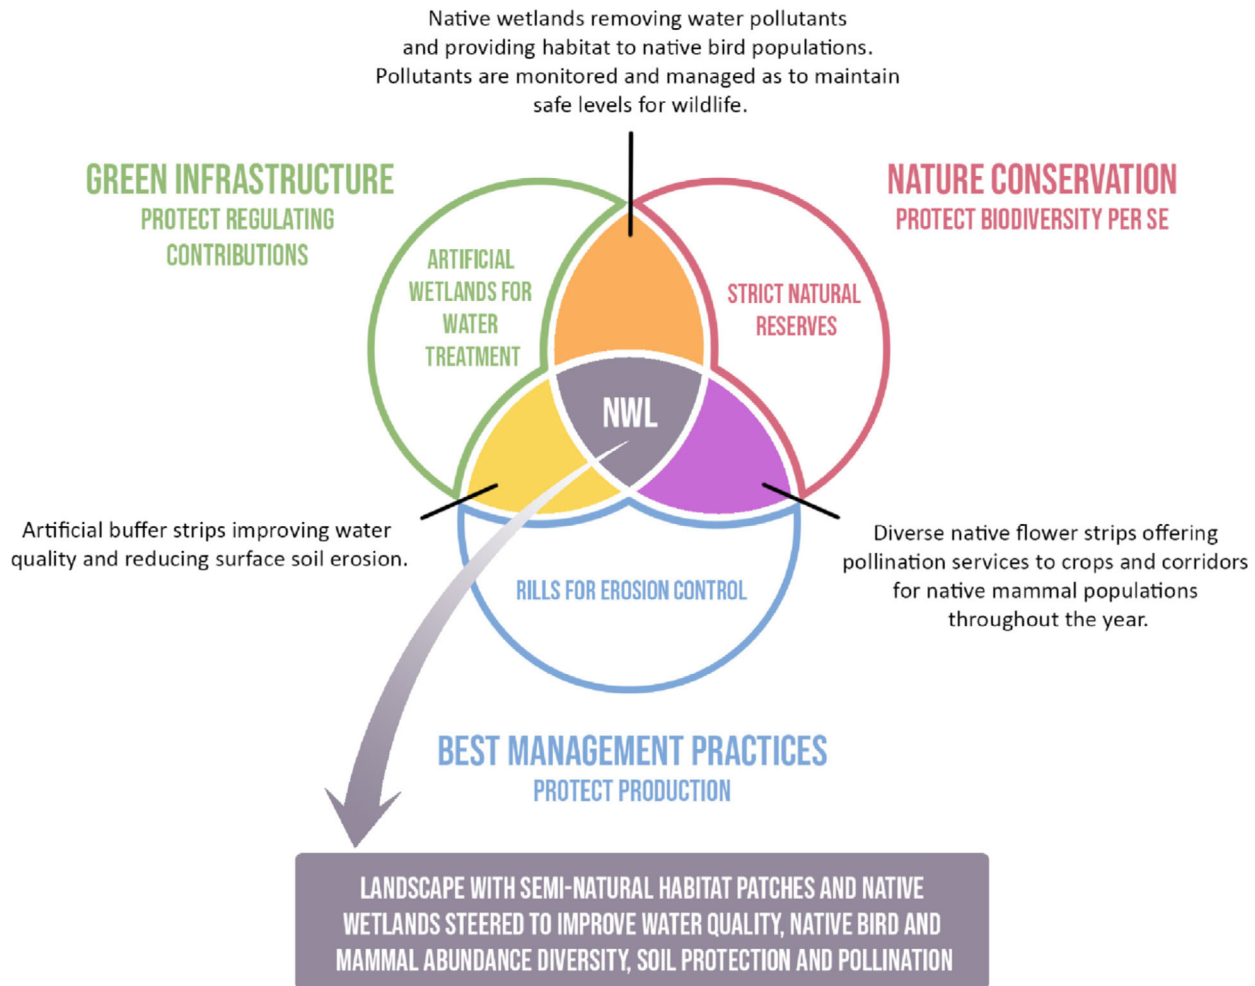 Native wetlands removing water pollutants
and providing habitat to native bird populations.
Pollutants are monitored and managed as to maintain
safe levels for wildlife.
GREEN INFRASTRUCTURE
PROTECT REGULATING
CONTRIBUTIONS
NATURE CONSERVATION
PROTECT BIODIVERSITY PER SE
ARTIFICIAL
WETLANDS FOR
WATER
TREATMENT
STRICT NATURAL
RESERVES
NWL
Artificial buffer strips improving water
quality and reducing surface soil erosion.
Diverse native flower strips offering
pollination services to crops and corridors
for native mammal populations
throughout the year.
RILLS FOR EROSION CONTROL
BEST MANAGEMENT PRACTICES
PROTECT PRODUCTION
LANDSCAPE WITH SEMI-NATURAL HABITAT PATCHES AND NATIVE
WETLANDS STEERED TO IMPROVE WATER QUALITY, NATIVE BIRD AND
MAMMAL ABUNDANCE DIVERSITY, SOIL PROTECTION AND POLLINATION